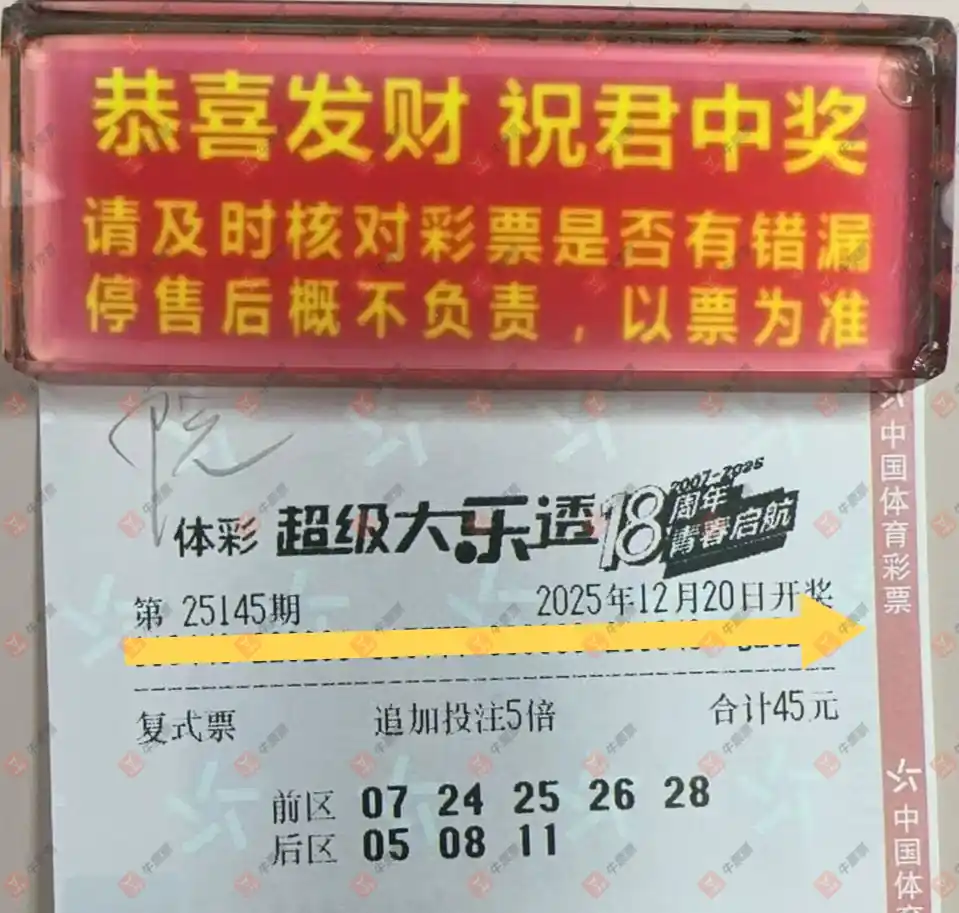 恭喜发财 祝君中奖
请及时核对彩票是否有错漏
停售后概不负责，以票为准
体彩 超级大乐透 18 2007-2025 周年 青春启航
第 25145期 2025年12月20日开奖
复式票 追加投注5倍 合计45元
前区 07 24 25 26 28
后区 05 08 11
中国体育彩票
中国体育